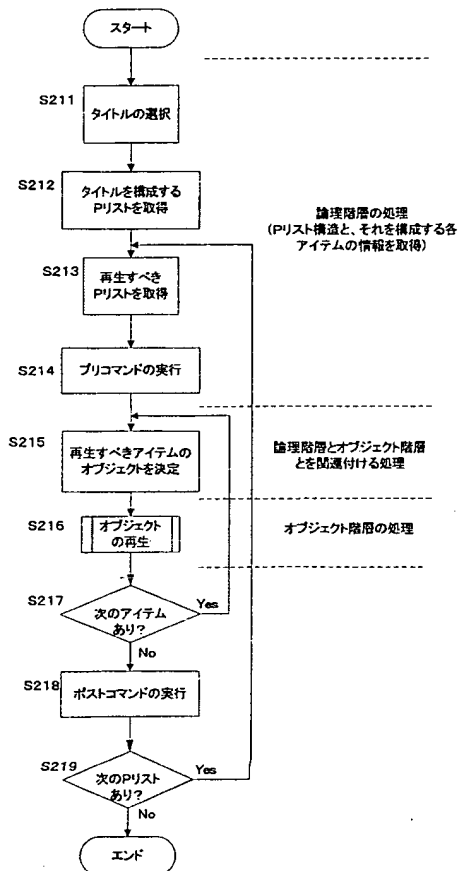 スタート
S211
タイトルの選択
S212
タイトルを構成する
Pリストを取得
論理階層の処理
(Pリスト構造と、それを構成する各
アイテムの情報を取得)
S213
再生すべき
Pリストを取得
S214
プリコマンドの実行
S215
再生すべきアイテムの
オブジェクトを決定
論理階層とオブジェクト階層
とを関連付ける処理
S216
オブジェクト
の再生
オブジェクト階層の処理
S217
次のアイテム
あり?
Yes
No
S218
ポストコマンドの実行
S219
次のPリスト
あり?
Yes
No
エンド